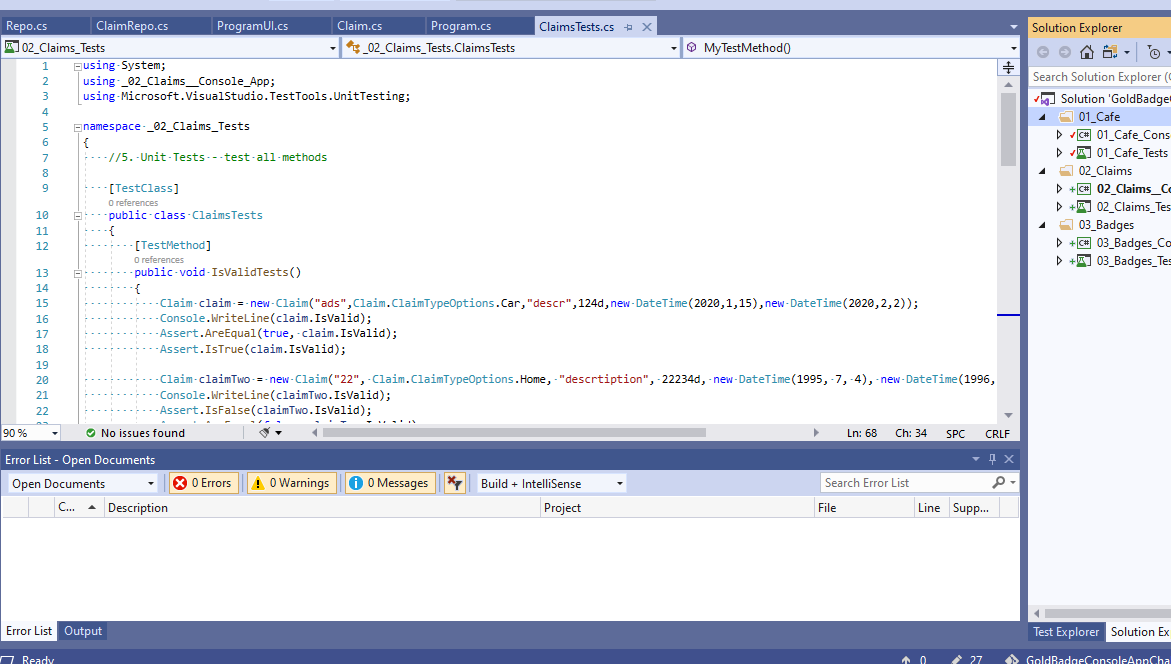 Repo.cs ClaimRepo.cs ProgramUI.cs Claim.cs Program.cs ClaimsTests.cs
02_Claims_Tests _02_Claims_Tests.ClaimsTests MyTestMethod()
1 using System;
2 using _02_Claims__Console_App;
3 using Microsoft.VisualStudio.TestTools.UnitTesting;
4
5 namespace _02_Claims_Tests
6 {
7 //5. Unit Tests - test all methods
8
9 [TestClass]
0 references
10 public class ClaimsTests
11 {
12 [TestMethod]
0 references
13 public void IsValidTests()
14 {
15 Claim claim = new Claim("ads",Claim.ClaimTypeOptions.Car,"descr",124d,new DateTime(2020,1,15),new DateTime(2020,2,2));
16 Console.WriteLine(claim.IsValid);
17 Assert.AreEqual(true, claim.IsValid);
18 Assert.IsTrue(claim.IsValid);
19
20 Claim claimTwo = new Claim("22", Claim.ClaimTypeOptions.Home, "descrtiption", 22234d, new DateTime(1995, 7, 4), new DateTime(1996,
21 Console.WriteLine(claimTwo.IsValid);
22 Assert.IsFalse(claimTwo.IsValid);
90 % No issues found Ln: 68 Ch: 34 SPC CRLF
Error List - Open Documents
Open Documents 0 Errors 0 Warnings 0 Messages Build + IntelliSense Search Error List
C... Description Project File Line Supp...
Error List Output
Ready 0 27 GoldBadgeConsoleAppCha
Solution Explorer
Search Solution Explorer (
Solution 'GoldBadge
01_Cafe
01_Cafe_Cons
01_Cafe_Tests
02_Claims
02_Claims__Co
02_Claims_Tes
03_Badges
03_Badges_Co
03_Badges_Tes
Test Explorer Solution Ex